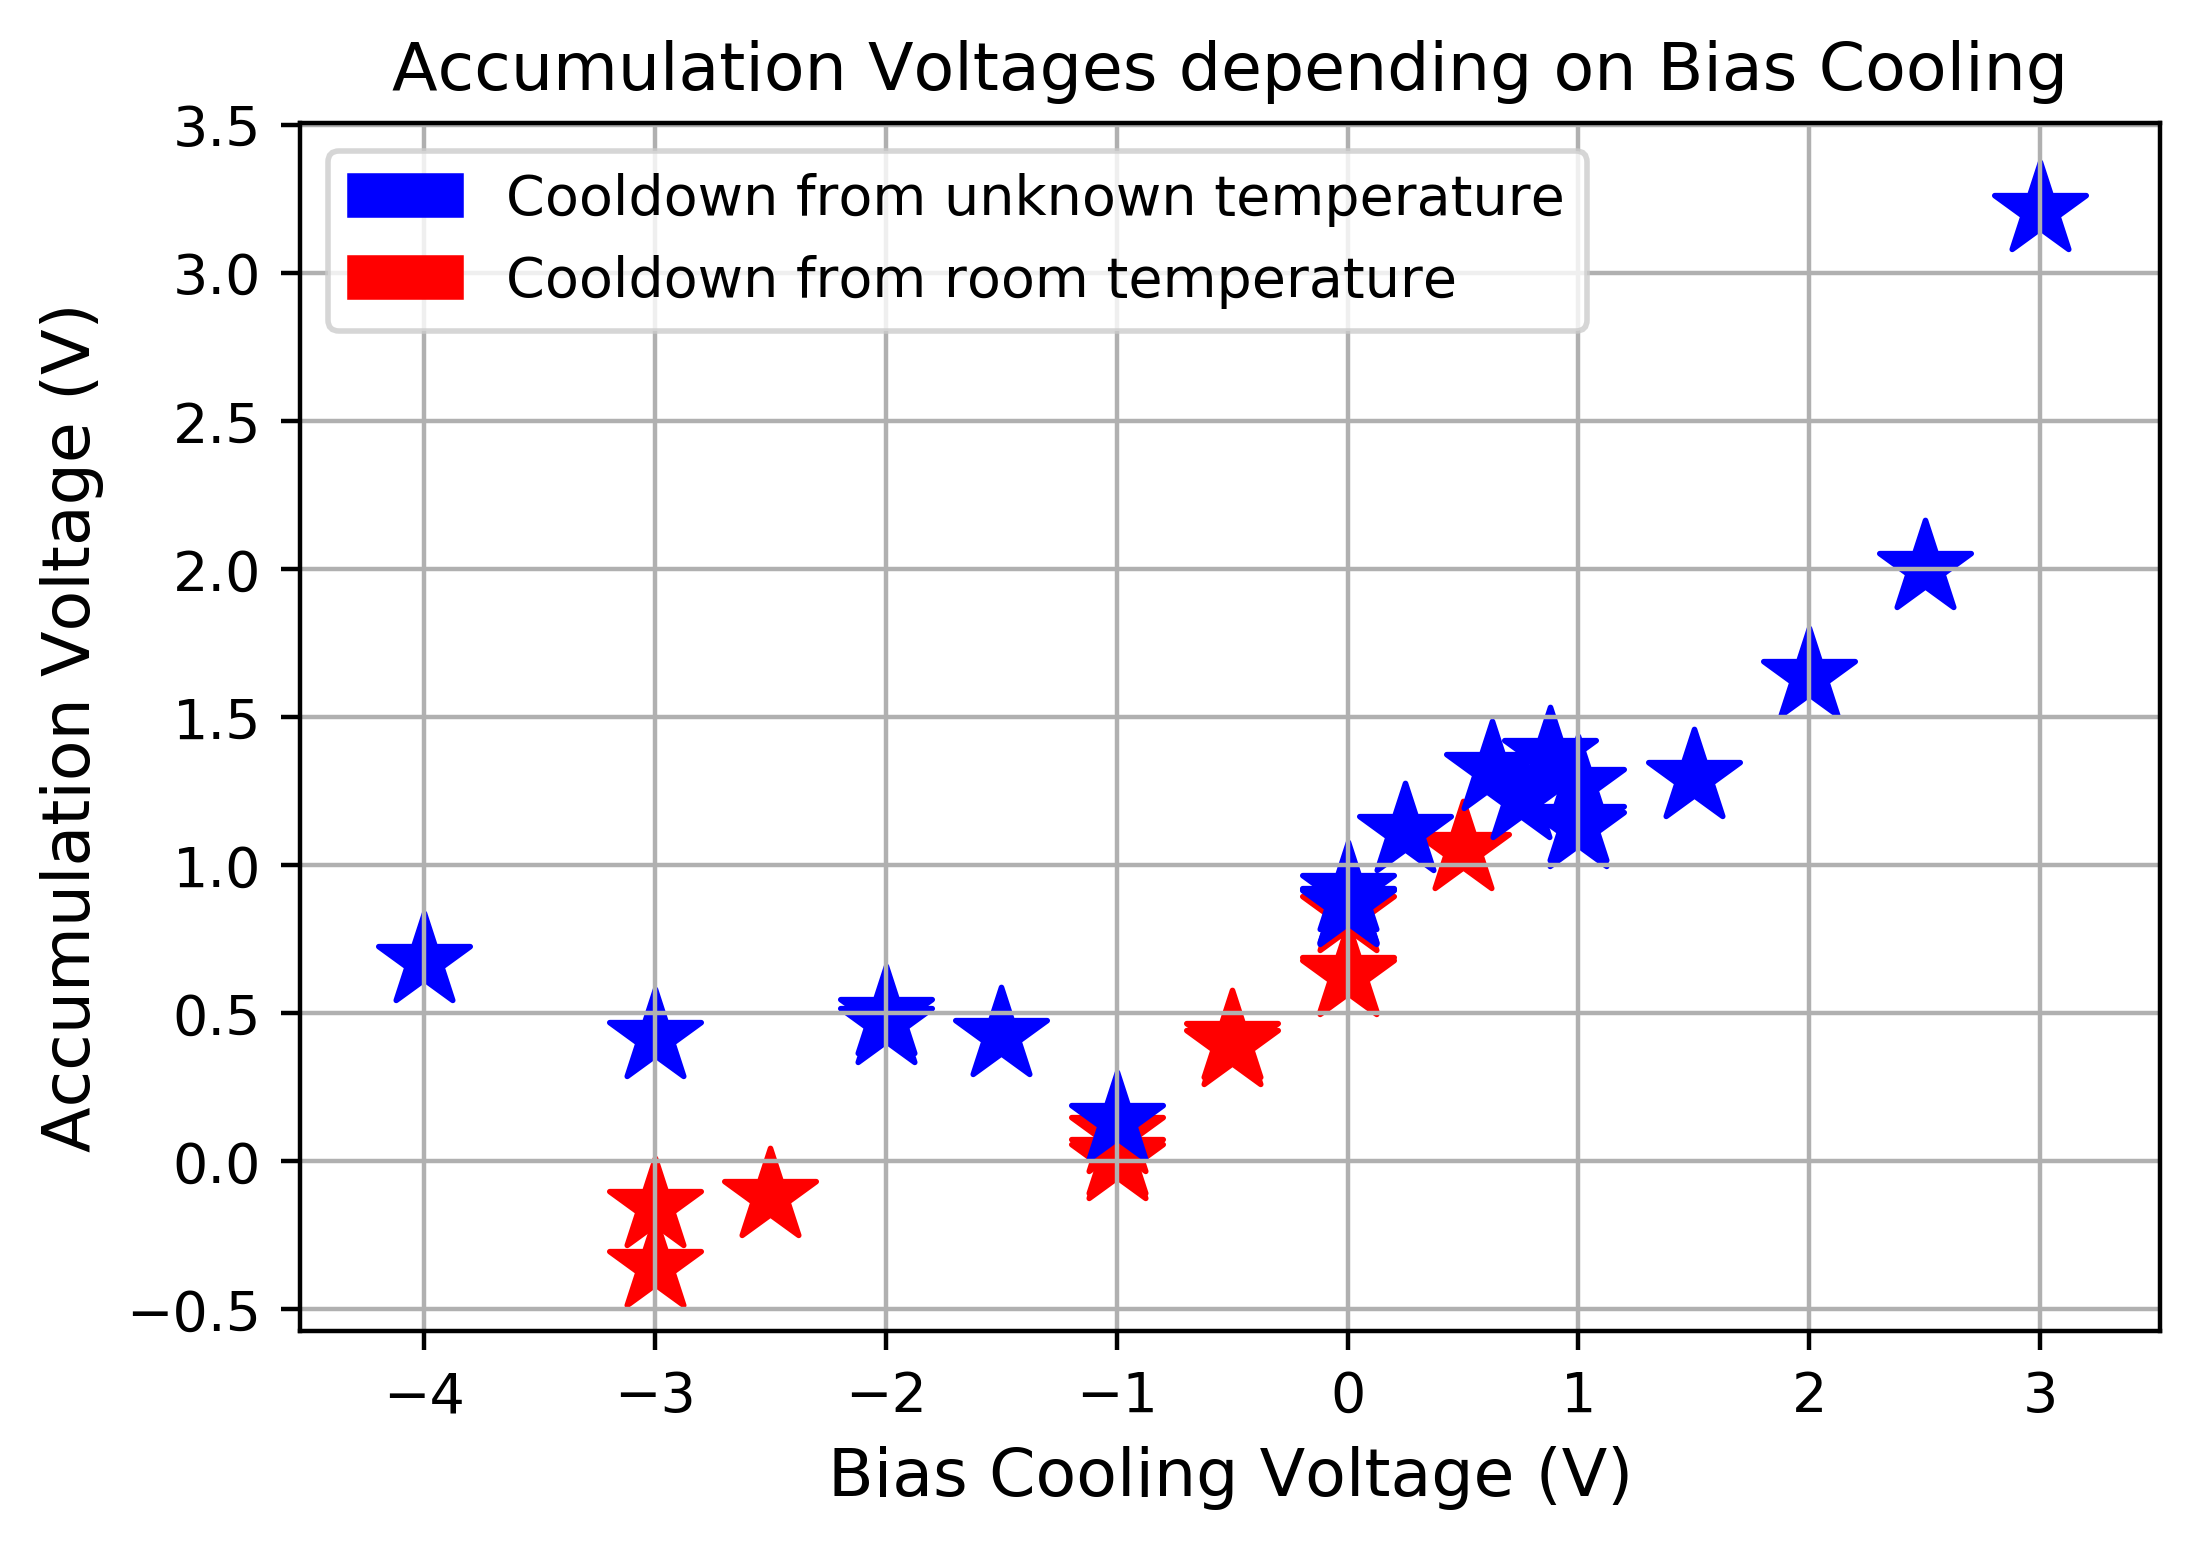 Accumulation Voltages depending on Bias Cooling
3.5
3.0
2.5
2.0
1.5
1.0
0.5
0.0
−0.5
Accumulation Voltage (V)
Cooldown from unknown temperature
Cooldown from room temperature
−4 −3 −2 −1 0 1 2 3
Bias Cooling Voltage (V)